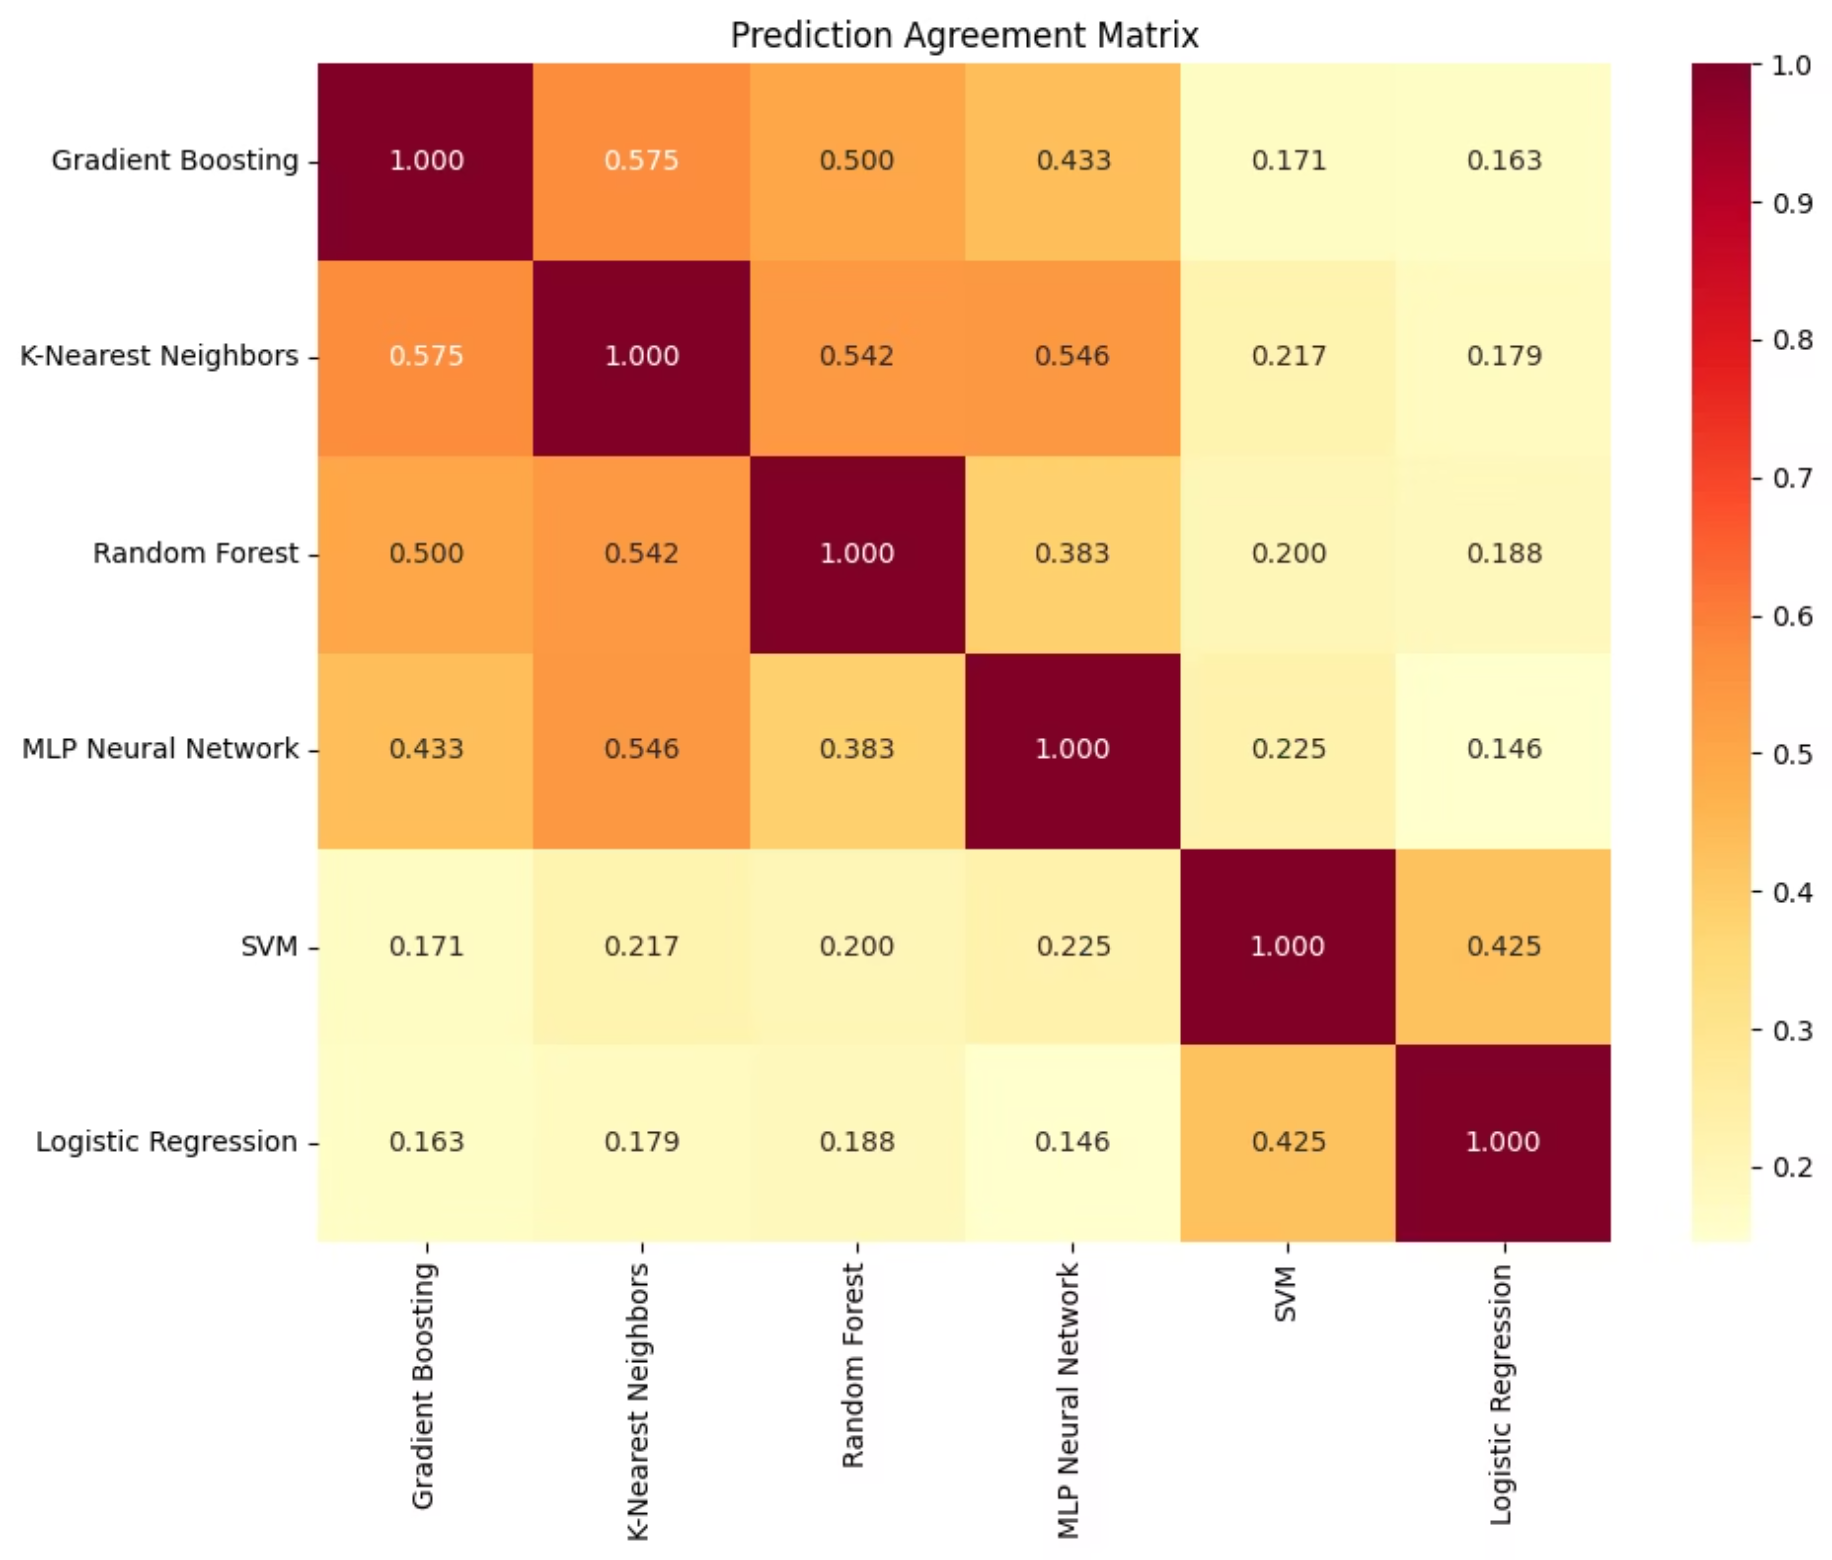 Prediction Agreement Matrix
Gradient Boosting 1.000 0.575 0.500 0.433 0.171 0.163
K-Nearest Neighbors 0.575 1.000 0.542 0.546 0.217 0.179
Random Forest 0.500 0.542 1.000 0.383 0.200 0.188
MLP Neural Network 0.433 0.546 0.383 1.000 0.225 0.146
SVM 0.171 0.217 0.200 0.225 1.000 0.425
Logistic Regression 0.163 0.179 0.188 0.146 0.425 1.000
Gradient Boosting
K-Nearest Neighbors
Random Forest
MLP Neural Network
SVM
Logistic Regression
1.0
0.9
0.8
0.7
0.6
0.5
0.4
0.3
0.2